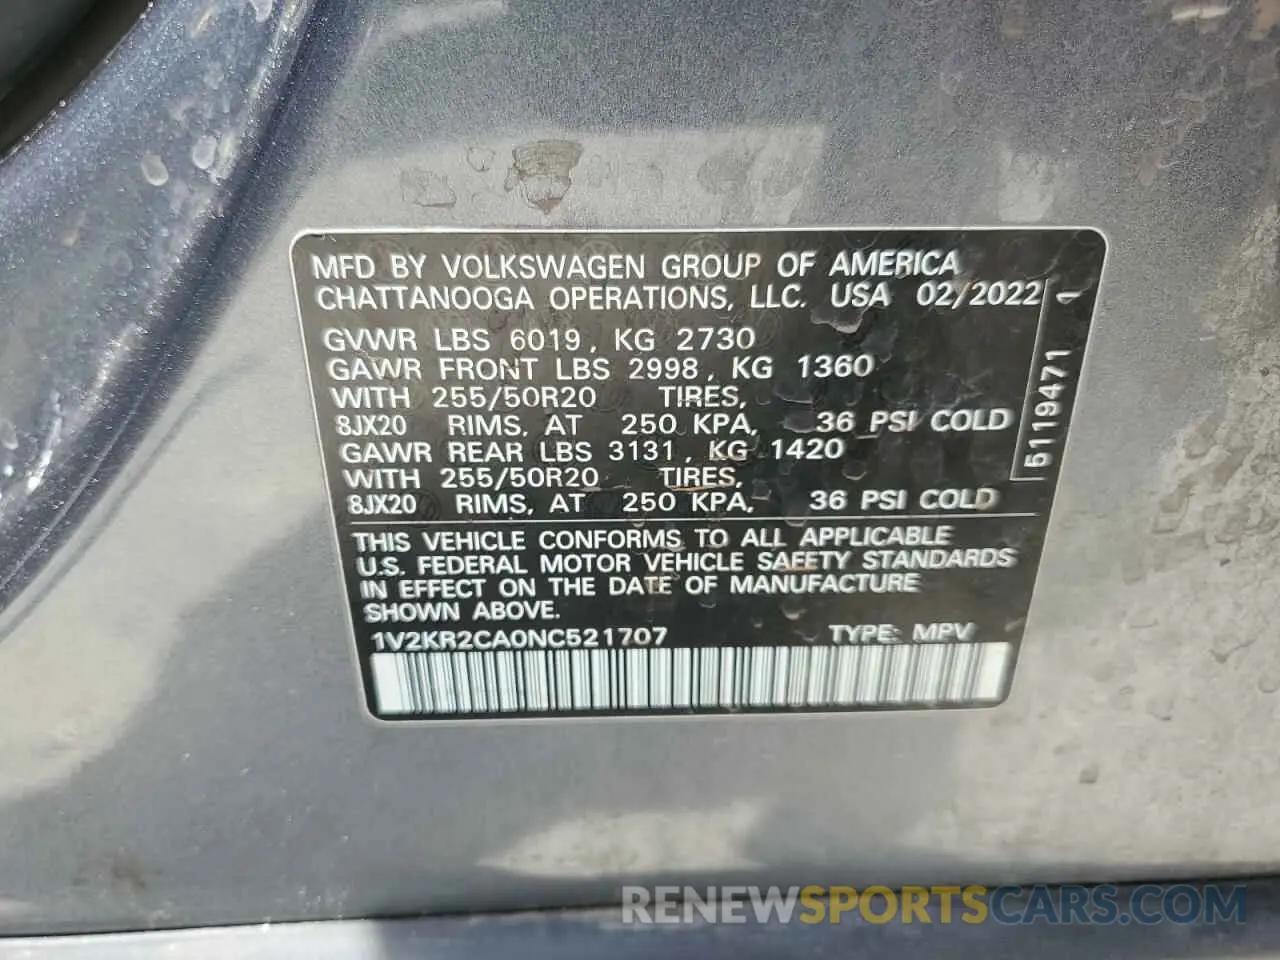 MFD BY VOLKSWAGEN GROUP OF AMERICA
CHATTANOOGA OPERATIONS, LLC. USA 02/2022
GVWR LBS 6019, KG 2730
GAWR FRONT LBS 2998, KG 1360
WITH 255/50R20 TIRES,
8JX20 RIMS, AT 250 KPA, 36 PSI COLD
GAWR REAR LBS 3131, KG 1420
WITH 255/50R20 TIRES,
8JX20 RIMS, AT 250 KPA, 36 PSI COLD
5119471 1
THIS VEHICLE CONFORMS TO ALL APPLICABLE
U.S. FEDERAL MOTOR VEHICLE SAFETY STANDARDS
IN EFFECT ON THE DATE OF MANUFACTURE
SHOWN ABOVE.
1V2KR2CA0NC521707 TYPE: MPV
RENEWSPORTSCARS.COM